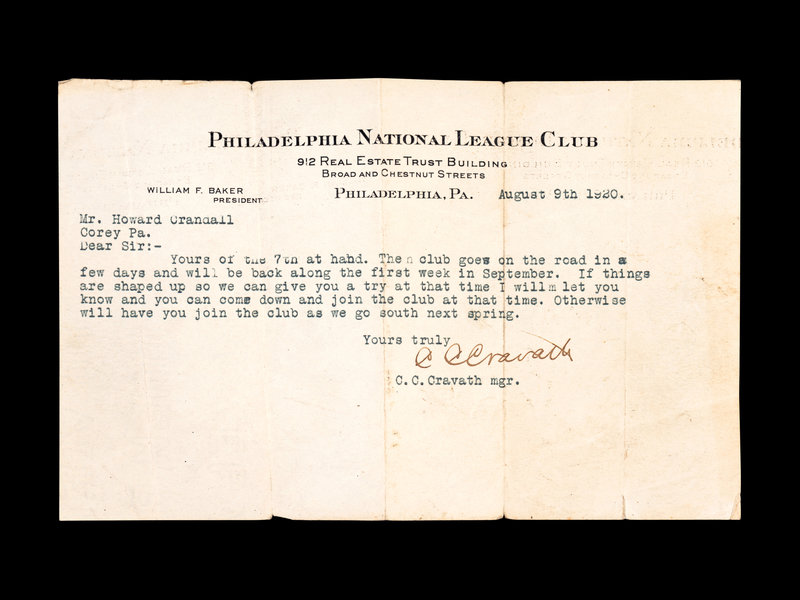 PHILADELPHIA NATIONAL LEAGUE CLUB
912 REAL ESTATE TRUST BUILDING
BROAD AND CHESTNUT STREETS
WILLIAM F. BAKER
PRESIDENT
PHILADELPHIA, PA.
August 9th 1920.
Mr. Howard Crandall
Corey Pa.
Dear Sir:-
Yours of the 7th at hahd. Then club goes on the road in a
few days and will be back along the first week in September. If things
are shaped up so we can give you a try at that time I willm let you
know and you can come down and join the club at that time. Otherwise
will have you join the club as we go south next spring.
Yours truly
C C Cravath
C.C.Cravath mgr.